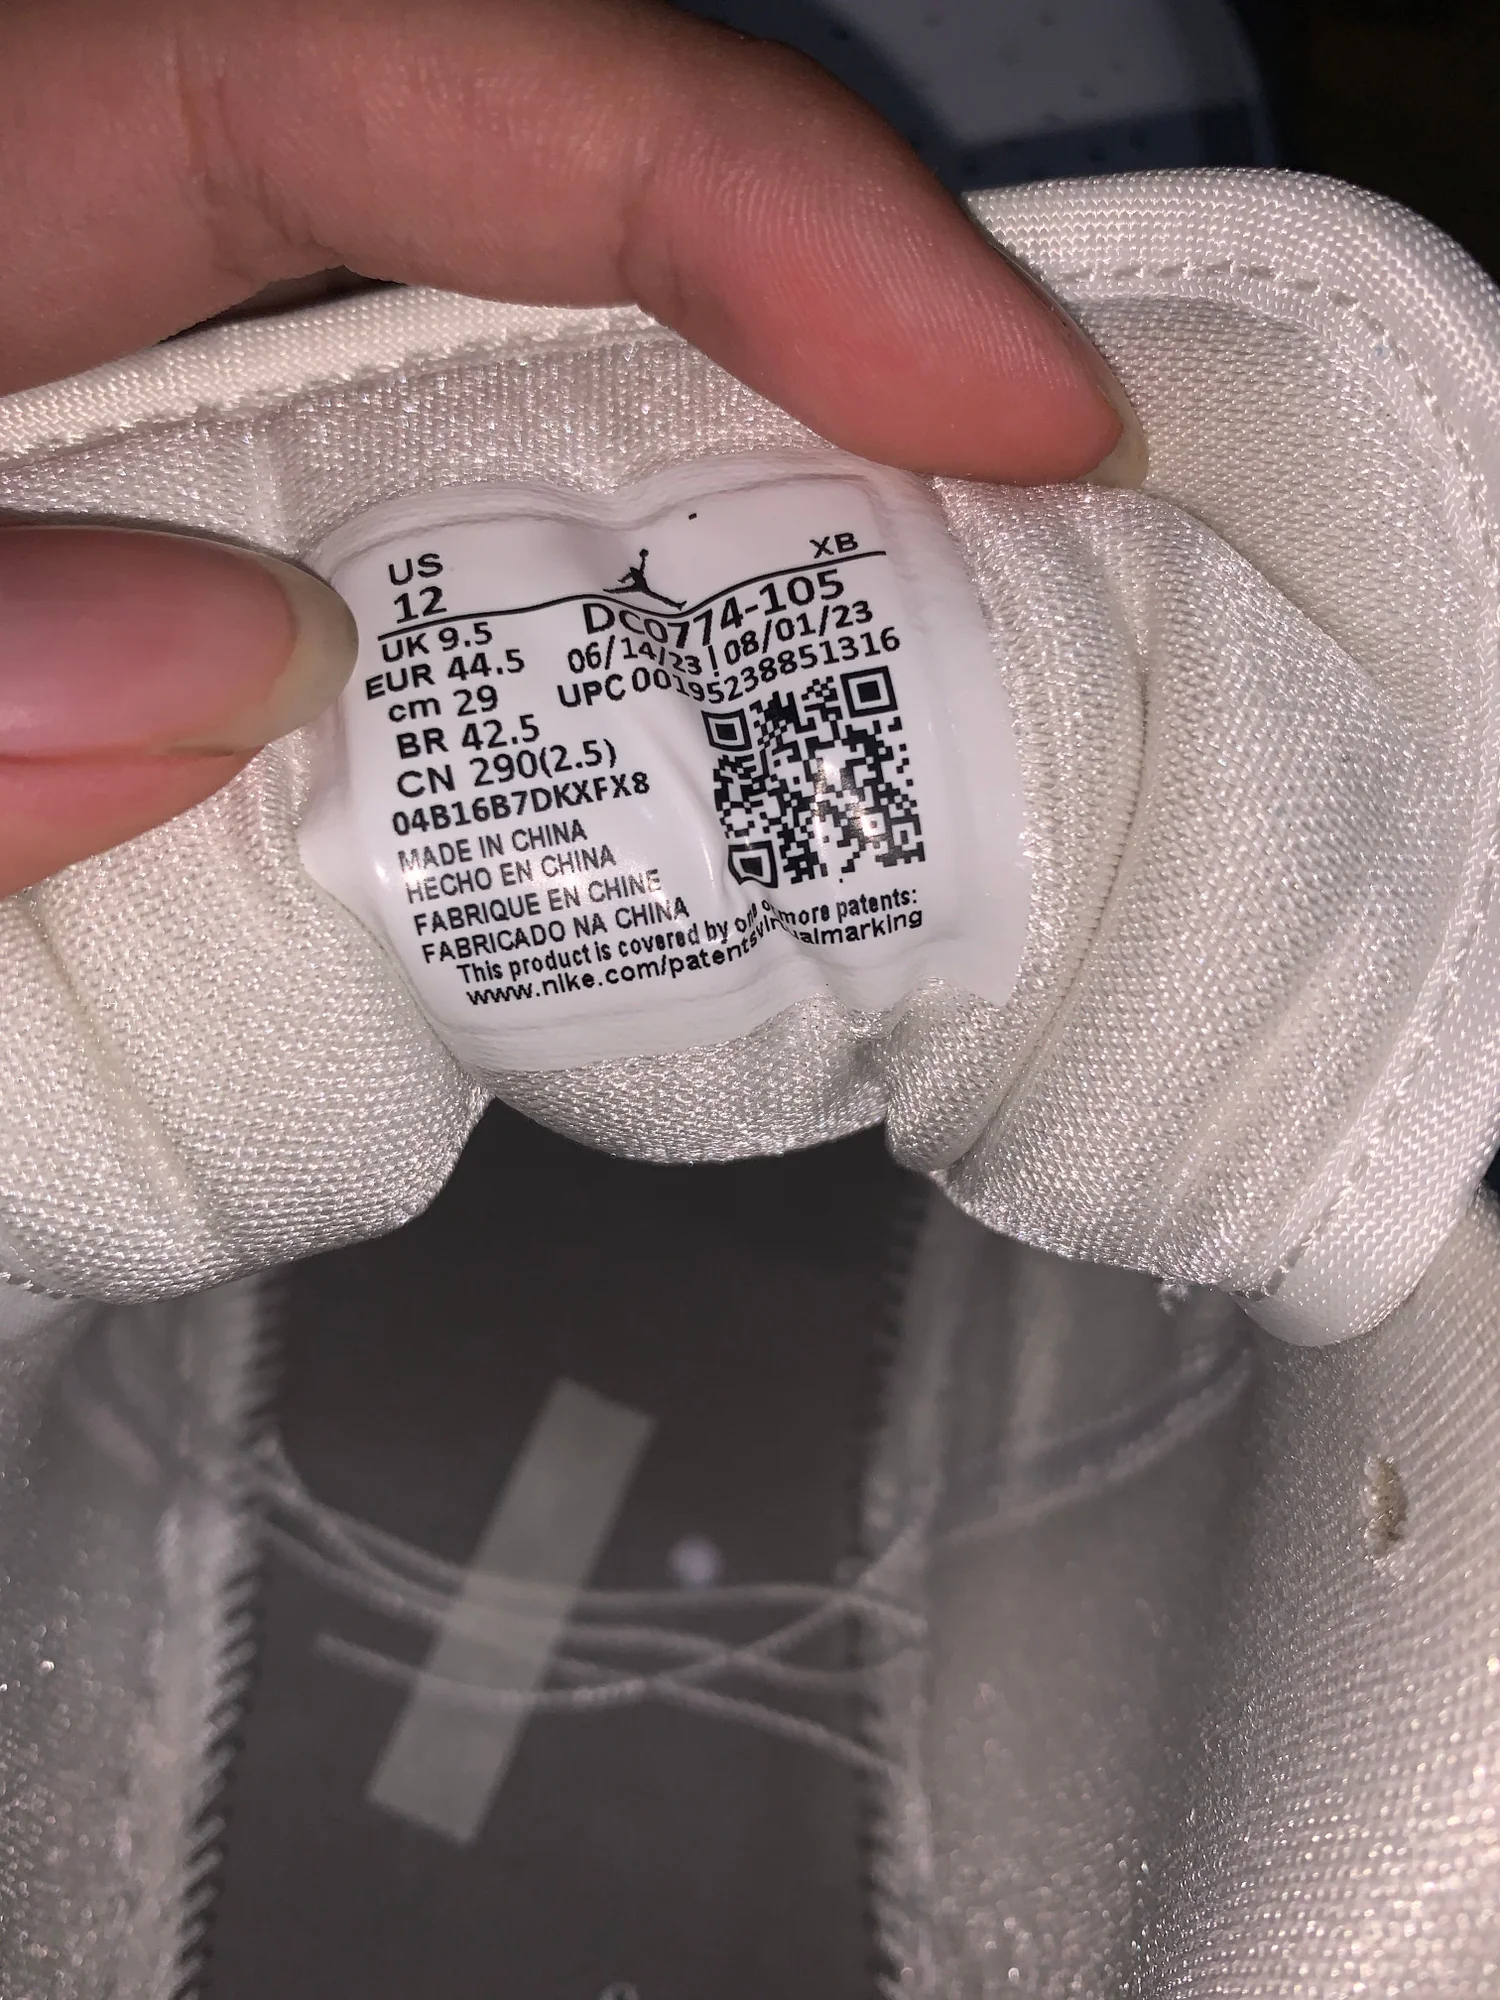 US
12
XB
UK 9.5
EUR 44.5
cm 29
BR 42.5
CN 290(2.5)
04B16B7DKXFX8
DC0774-105
06/14/23 | 08/01/23
UPC 00195238851316
MADE IN CHINA
HECHO EN CHINA
FABRIQUE EN CHINE
FABRICADO NA CHINA
This product is covered by one or more patents:
www.nike.com/patentsvirtualmarking